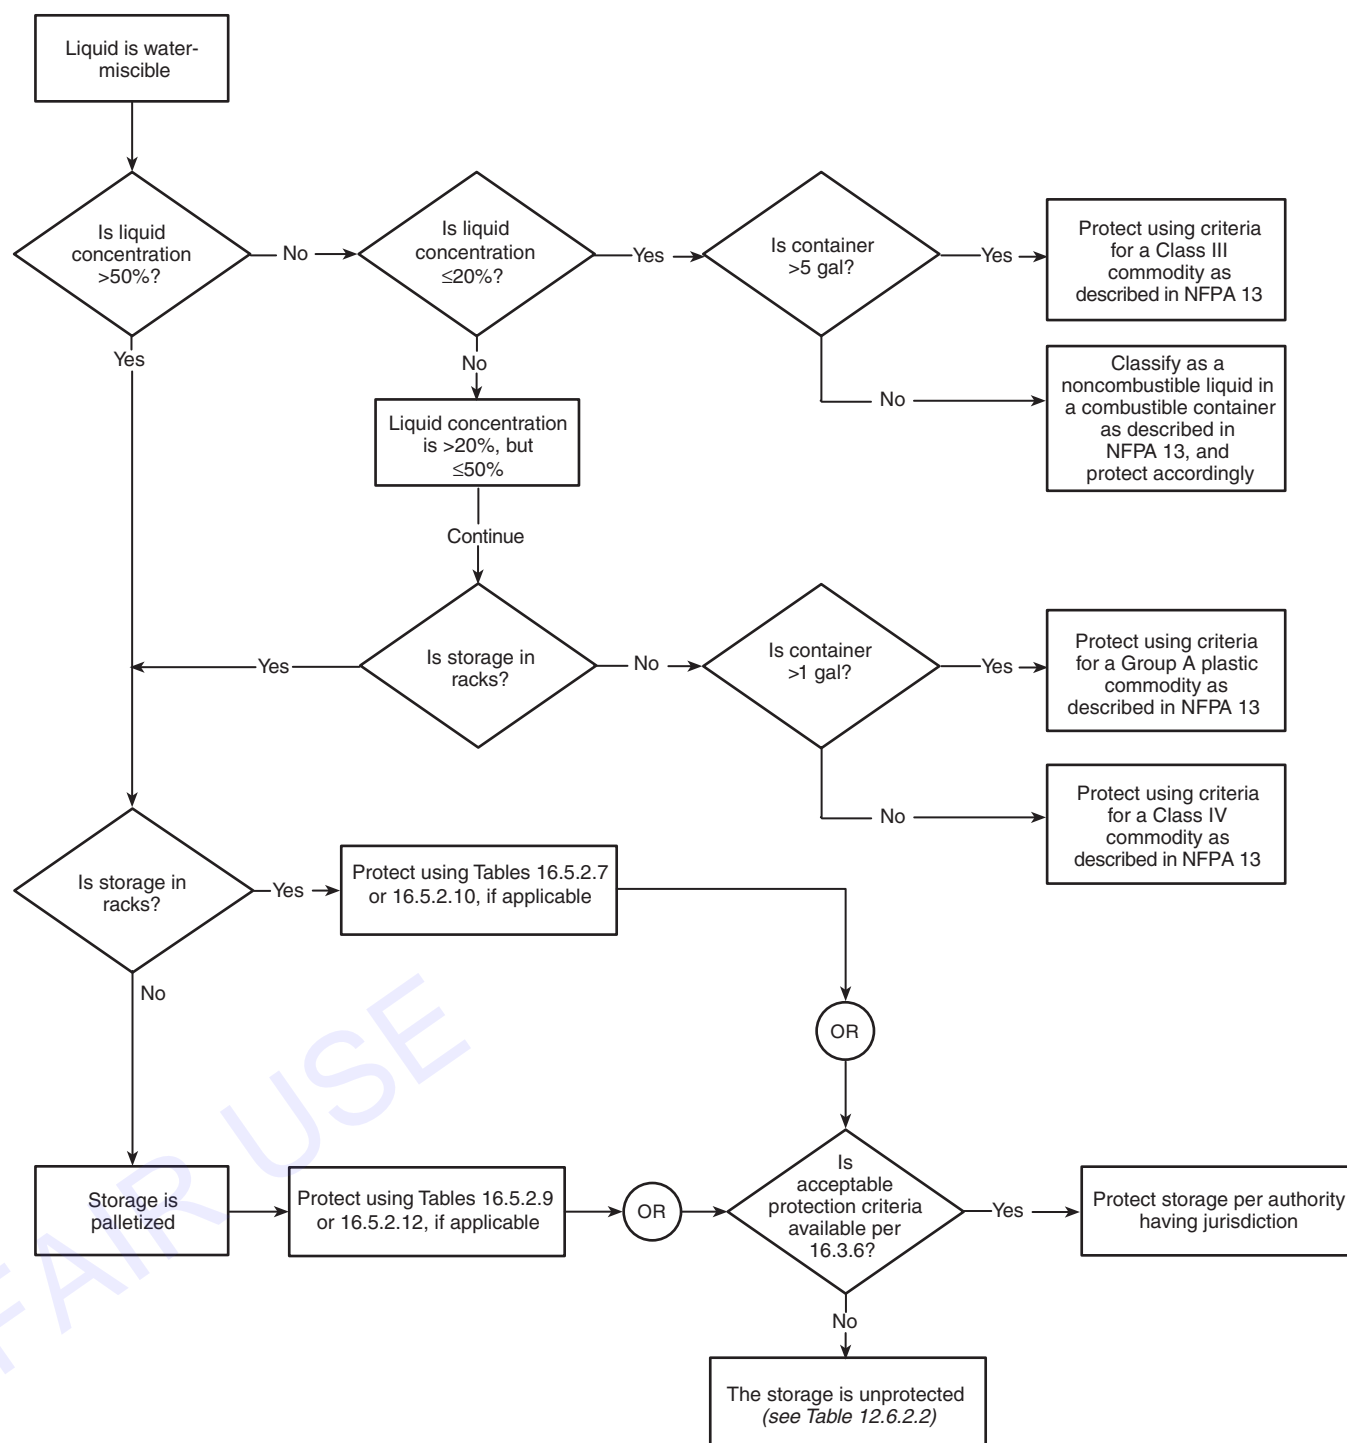 Liquid is water-
miscible
Is liquid
concentration
>50%?
No
Is liquid
concentration
≤20%?
Yes
Is container
>5 gal?
Yes
Protect using criteria
for a Class III
commodity as
described in NFPA 13
Yes
No
No
Classify as a
noncombustible liquid in
a combustible container
as described in
NFPA 13, and
protect accordingly
Liquid concentration
is >20%, but
≤50%
Continue
Yes
Is storage in
racks?
No
Is container
>1 gal?
Yes
Protect using criteria
for a Group A plastic
commodity as
described in NFPA 13
No
Protect using criteria
for a Class IV
commodity as
described in NFPA 13
Is storage in
racks?
Yes
Protect using Tables 16.5.2.7
or 16.5.2.10, if applicable
No
OR
Storage is
palletized
Protect using Tables 16.5.2.9
or 16.5.2.12, if applicable
OR
Is
acceptable
protection criteria
available per
16.3.6?
Yes
Protect storage per authority
having jurisdiction
No
The storage is unprotected
(see Table 12.6.2.2)
FAIR USE